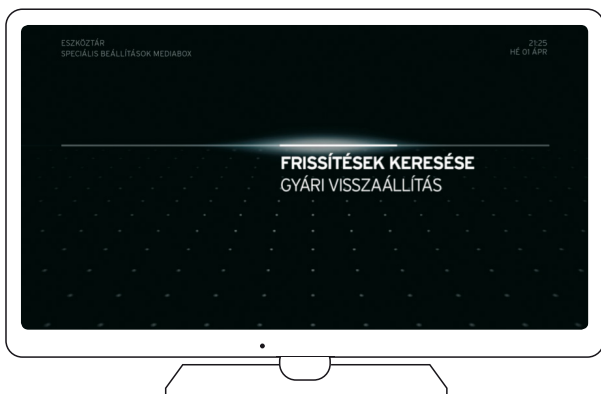 ESZKÖZTÁR
SPECIÁLIS BEÁLLÍTÁSOK MEDIABOX
21:25
HÉ 01 ÁPR
FRISSÍTÉSEK KERESÉSE
GYÁRI VISSZAÁLLÍTÁS